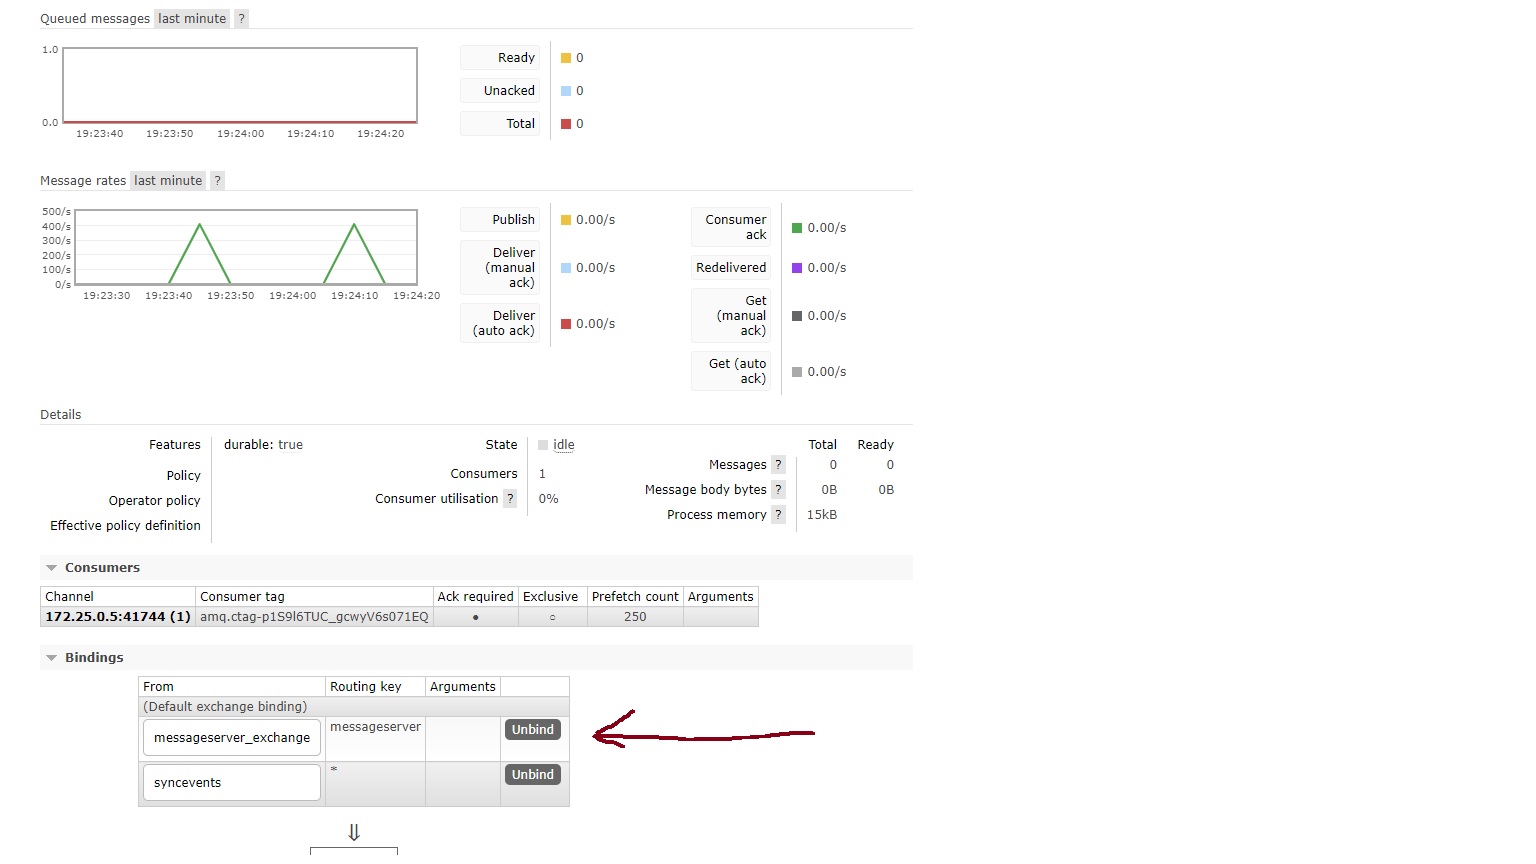 Queued messages last minute ?
1.0
0.0
19:23:40 19:23:50 19:24:00 19:24:10 19:24:20
Ready 0
Unacked 0
Total 0
Message rates last minute ?
500/s
400/s
300/s
200/s
100/s
0/s
19:23:30 19:23:40 19:23:50 19:24:00 19:24:10 19:24:20
Publish 0.00/s
Deliver
(manual
ack)
0.00/s
Deliver
(auto ack)
0.00/s
Consumer
ack
0.00/s
Redelivered 0.00/s
Get
(manual
ack)
0.00/s
Get (auto
ack)
0.00/s
Details
Features durable: true
Policy
Operator policy
Effective policy definition
State idle
Consumers 1
Consumer utilisation ? 0%
Total Ready
Messages ? 0 0
Message body bytes ? 0B 0B
Process memory ? 15kB
Consumers
Channel Consumer tag Ack required Exclusive Prefetch count Arguments
172.25.0.5:41744 (1) amq.ctag-p1S9l6TUC_gcwyV6s071EQ ● ○ 250
Bindings
From Routing key Arguments
(Default exchange binding)
messageserver_exchange messageserver Unbind
syncevents * Unbind
⇓